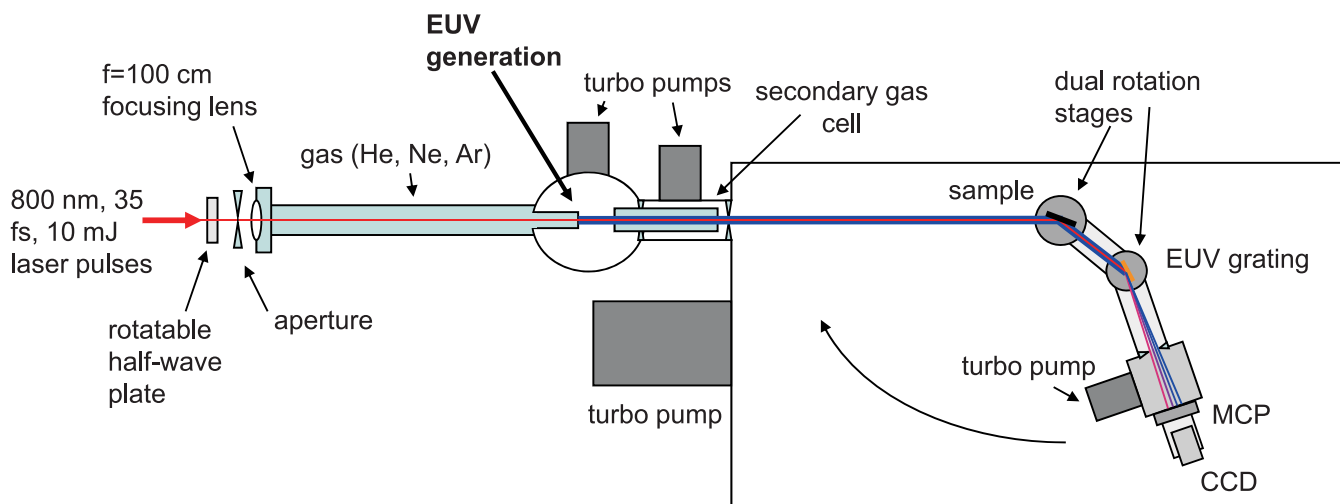 EUV
generation
f=100 cm
focusing lens
turbo pumps
secondary gas
cell
dual rotation
stages
gas (He, Ne, Ar)
sample
800 nm, 35
fs, 10 mJ
laser pulses
EUV grating
aperture
rotatable
half-wave
plate
turbo pump
turbo pump
MCP
CCD